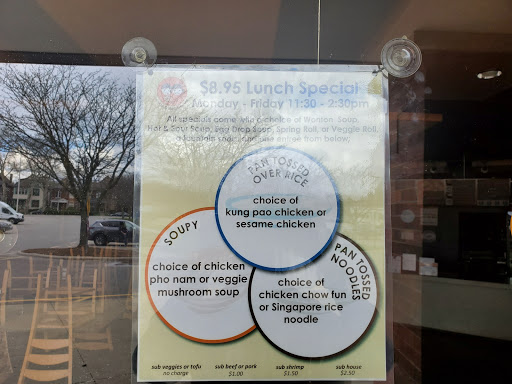 $8.95 Lunch Special
Monday - Friday 11:30 - 2:30pm
All specials come with a choice of Wonton Soup,
Hot & Sour Soup, Egg Drop Soup, Spring Roll, or Veggie Roll,
from below,
PAN TOSSED
OVER RICE
choice of
kung pao chicken or
sesame chicken
SOUPY
choice of chicken
pho nam or veggie
mushroom soup
PAN TOSSED
NOODLES
choice of
chicken chow fun
or Singapore rice
noodle
sub veggies or tofu
no charge
sub beef or pork
$1.00
sub shrimp
$1.50
sub house
$2.50